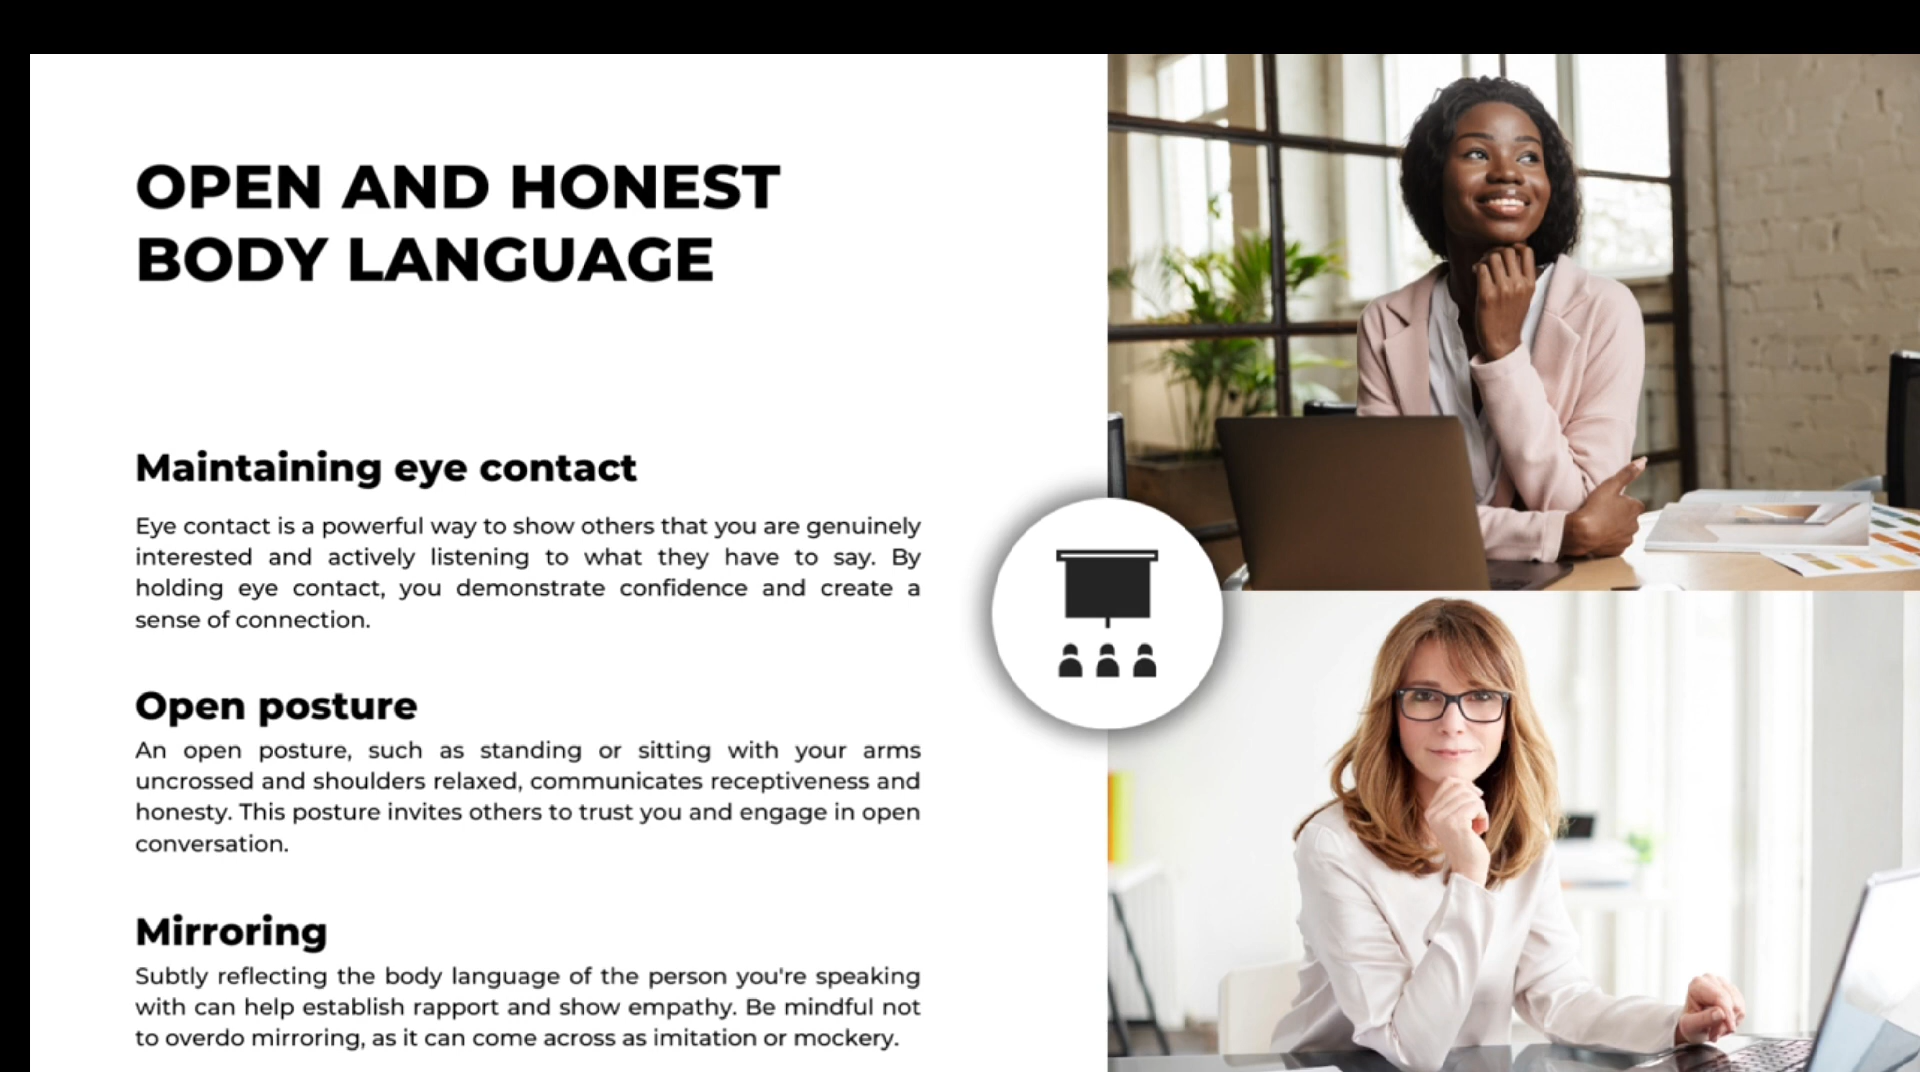 OPEN AND HONEST
BODY LANGUAGE
Maintaining eye contact
Eye contact is a powerful way to show others that you are genuinely
interested and actively listening to what they have to say. By
holding eye contact, you demonstrate confidence and create a
sense of connection.
Open posture
An open posture, such as standing or sitting with your arms
uncrossed and shoulders relaxed, communicates receptiveness and
honesty. This posture invites others to trust you and engage in open
conversation.
Mirroring
Subtly reflecting the body language of the person you're speaking
with can help establish rapport and show empathy. Be mindful not
to overdo mirroring, as it can come across as imitation or mockery.